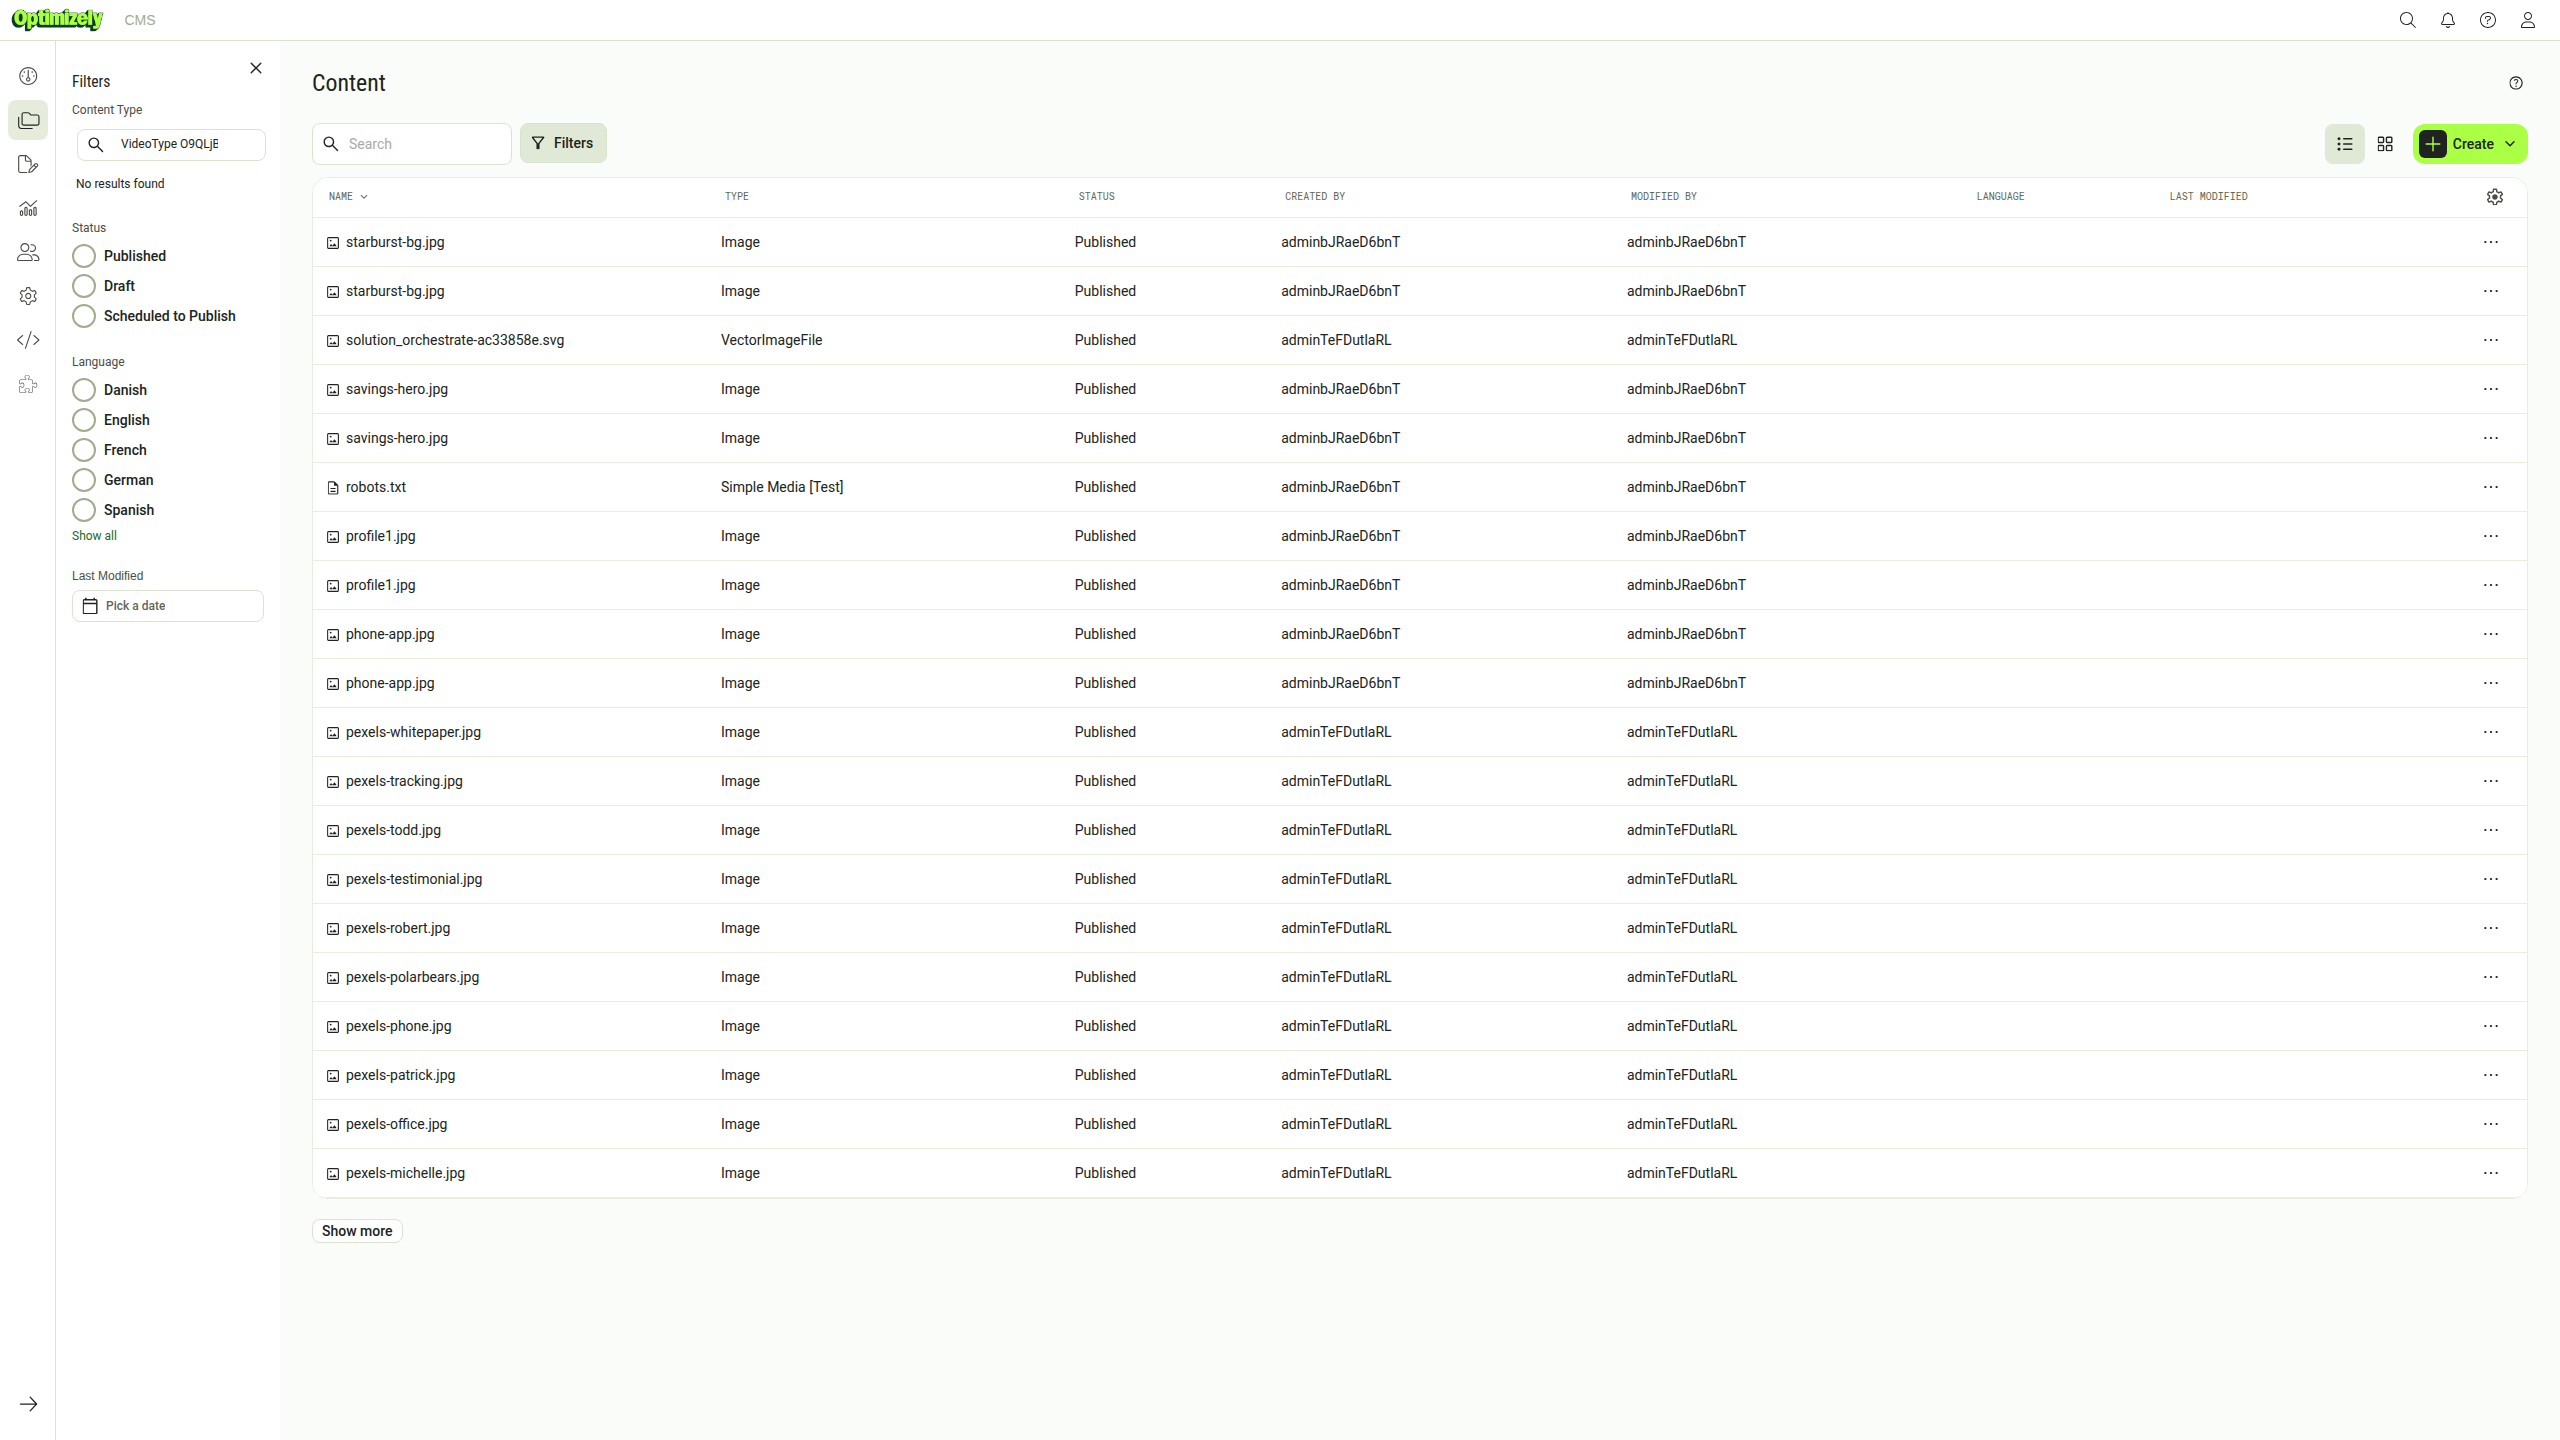 Optimizely CMS
Filters
Content Type
VideoType O9QLjB
No results found
Status
Published
Draft
Scheduled to Publish
Language
Danish
English
French
German
Spanish
Show all
Last Modified
Pick a date
Content
Search
Filters
Create
NAME TYPE STATUS CREATED BY MODIFIED BY LANGUAGE LAST MODIFIED
starburst-bg.jpg Image Published adminbJRaeD6bnT adminbJRaeD6bnT
starburst-bg.jpg Image Published adminbJRaeD6bnT adminbJRaeD6bnT
solution_orchestrate-ac33858e.svg VectorImageFile Published adminTeFDutlaRL adminTeFDutlaRL
savings-hero.jpg Image Published adminbJRaeD6bnT adminbJRaeD6bnT
savings-hero.jpg Image Published adminbJRaeD6bnT adminbJRaeD6bnT
robots.txt Simple Media [Test] Published adminbJRaeD6bnT adminbJRaeD6bnT
profile1.jpg Image Published adminbJRaeD6bnT adminbJRaeD6bnT
profile1.jpg Image Published adminbJRaeD6bnT adminbJRaeD6bnT
phone-app.jpg Image Published adminbJRaeD6bnT adminbJRaeD6bnT
phone-app.jpg Image Published adminbJRaeD6bnT adminbJRaeD6bnT
pexels-whitepaper.jpg Image Published adminTeFDutlaRL adminTeFDutlaRL
pexels-tracking.jpg Image Published adminTeFDutlaRL adminTeFDutlaRL
pexels-todd.jpg Image Published adminTeFDutlaRL adminTeFDutlaRL
pexels-testimonial.jpg Image Published adminTeFDutlaRL adminTeFDutlaRL
pexels-robert.jpg Image Published adminTeFDutlaRL adminTeFDutlaRL
pexels-polarbears.jpg Image Published adminTeFDutlaRL adminTeFDutlaRL
pexels-phone.jpg Image Published adminTeFDutlaRL adminTeFDutlaRL
pexels-patrick.jpg Image Published adminTeFDutlaRL adminTeFDutlaRL
pexels-office.jpg Image Published adminTeFDutlaRL adminTeFDutlaRL
pexels-michelle.jpg Image Published adminTeFDutlaRL adminTeFDutlaRL
Show more